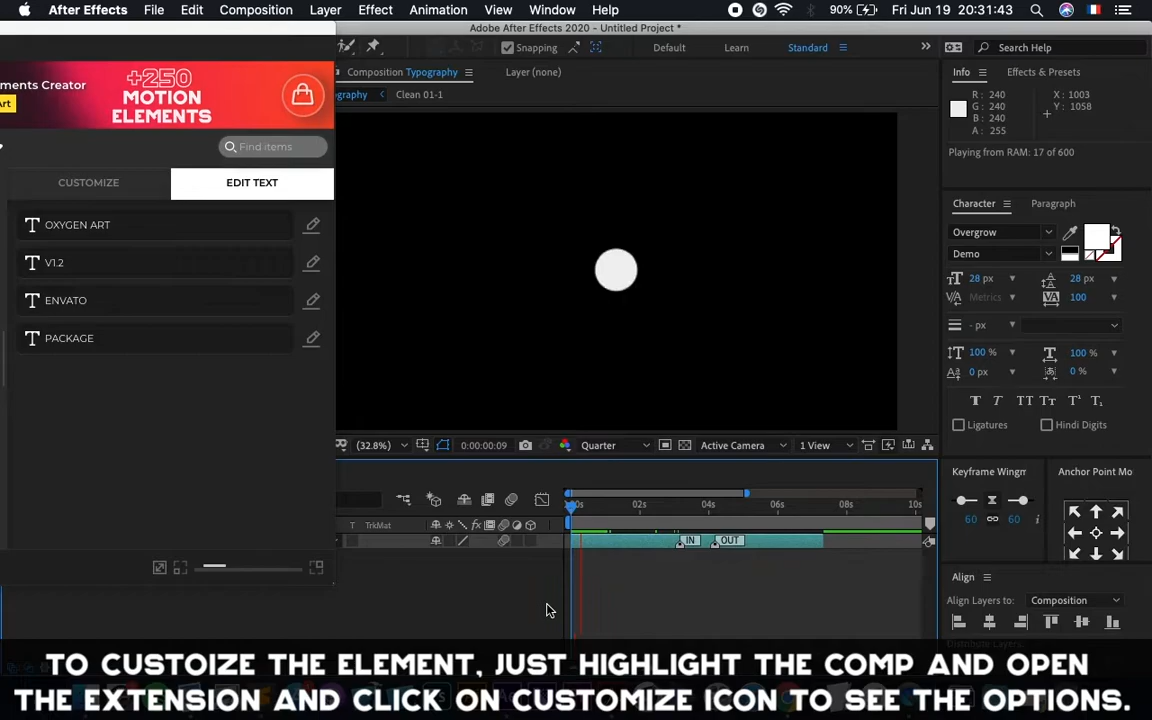 After Effects File Edit Composition Layer Effect Animation View Window Help 90% Fri Jun 19 20:31:43
Adobe After Effects 2020 - Untitled Project *
Snapping Default Learn Standard Search Help
Composition Typography Layer (none) Info Effects & Presets
ography Clean 01-1
ments Creator
Art
+250
MOTION
ELEMENTS
R : 240 X : 1003
G : 240 Y : 1058
B : 240
A : 255
Playing from RAM: 17 of 600
Find items
CUSTOMIZE EDIT TEXT
OXYGEN ART
V1.2
ENVATO
PACKAGE
Character Paragraph
Overgrow
Demo
28 px 28 px
Metrics 100
- px
100 % 100 %
0 px 0 %
Ligatures Hindi Digits
(32.8%) 0:00:00:09 Quarter Active Camera 1 View
Keyframe Wingm Anchor Point Mo
60 60
02s 04s 06s 08s 10s
T TrkMat
IN OUT
Align
Align Layers to: Composition
TO CUSTOIZE THE ELEMENT, JUST HIGHLIGHT THE COMP AND OPEN
THE EXTENSION AND CLICK ON CUSTOMIZE ICON TO SEE THE OPTIONS.